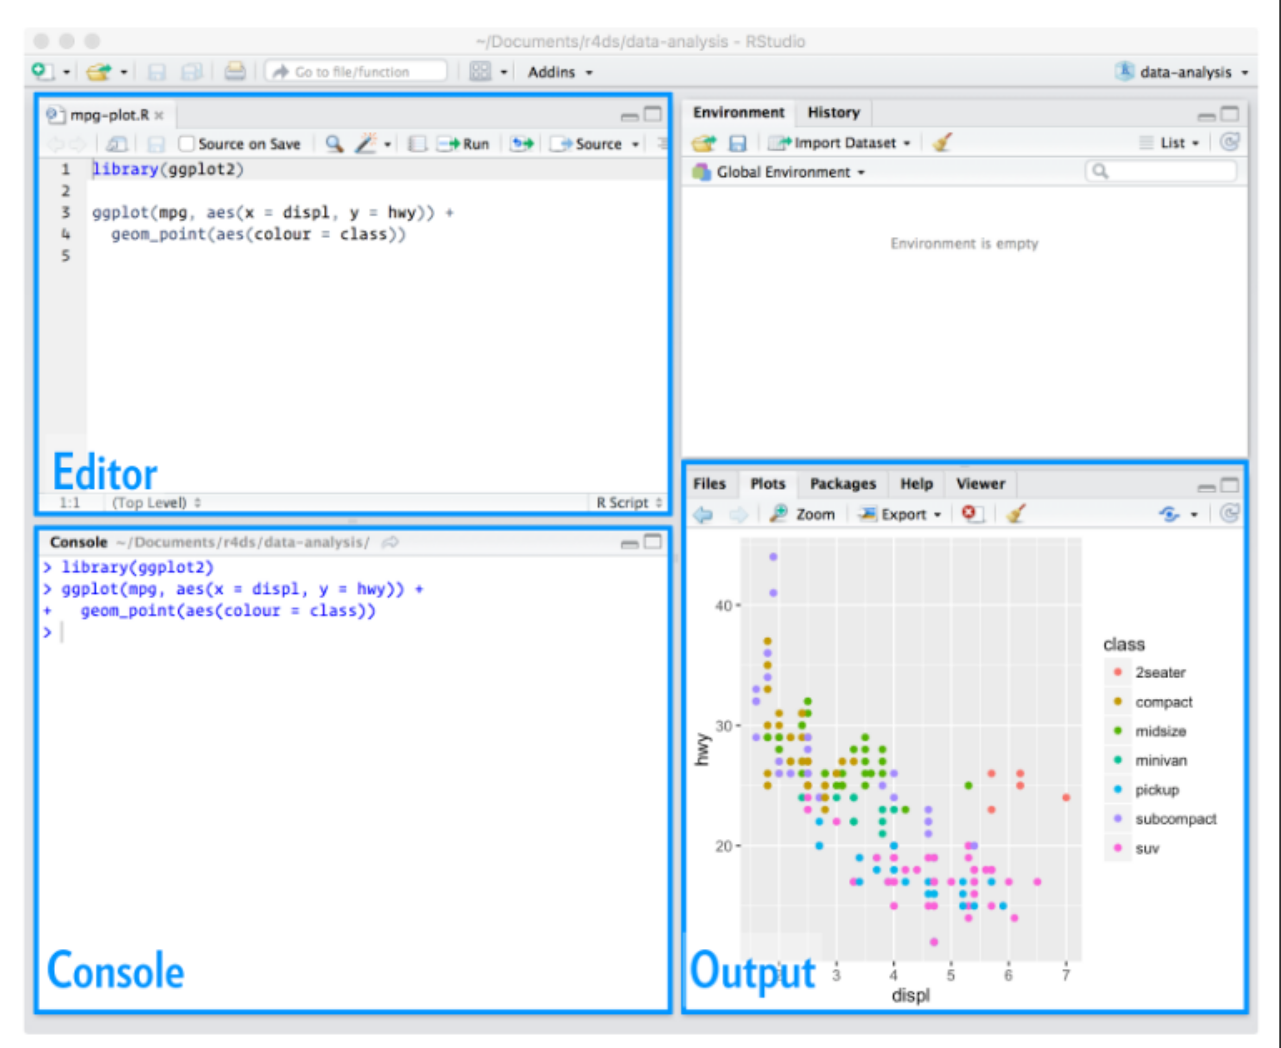 ~/Documents/r4ds/data-analysis - RStudio
Go to file/function
Addins
data-analysis
mpg-plot.R
Source on Save
Run
Source
1 library(ggplot2)
2
3 ggplot(mpg, aes(x = displ, y = hwy)) +
4   geom_point(aes(colour = class))
5
Editor
1:1 (Top Level)
R Script
Console ~/Documents/r4ds/data-analysis/
> library(ggplot2)
> ggplot(mpg, aes(x = displ, y = hwy)) +
+   geom_point(aes(colour = class))
>
Console
Environment History
Import Dataset
List
Global Environment
Environment is empty
Files Plots Packages Help Viewer
Zoom
Export
40
30
20
hwy
2 3 4 5 6 7
displ
class
2seater
compact
midsize
minivan
pickup
subcompact
suv
Output